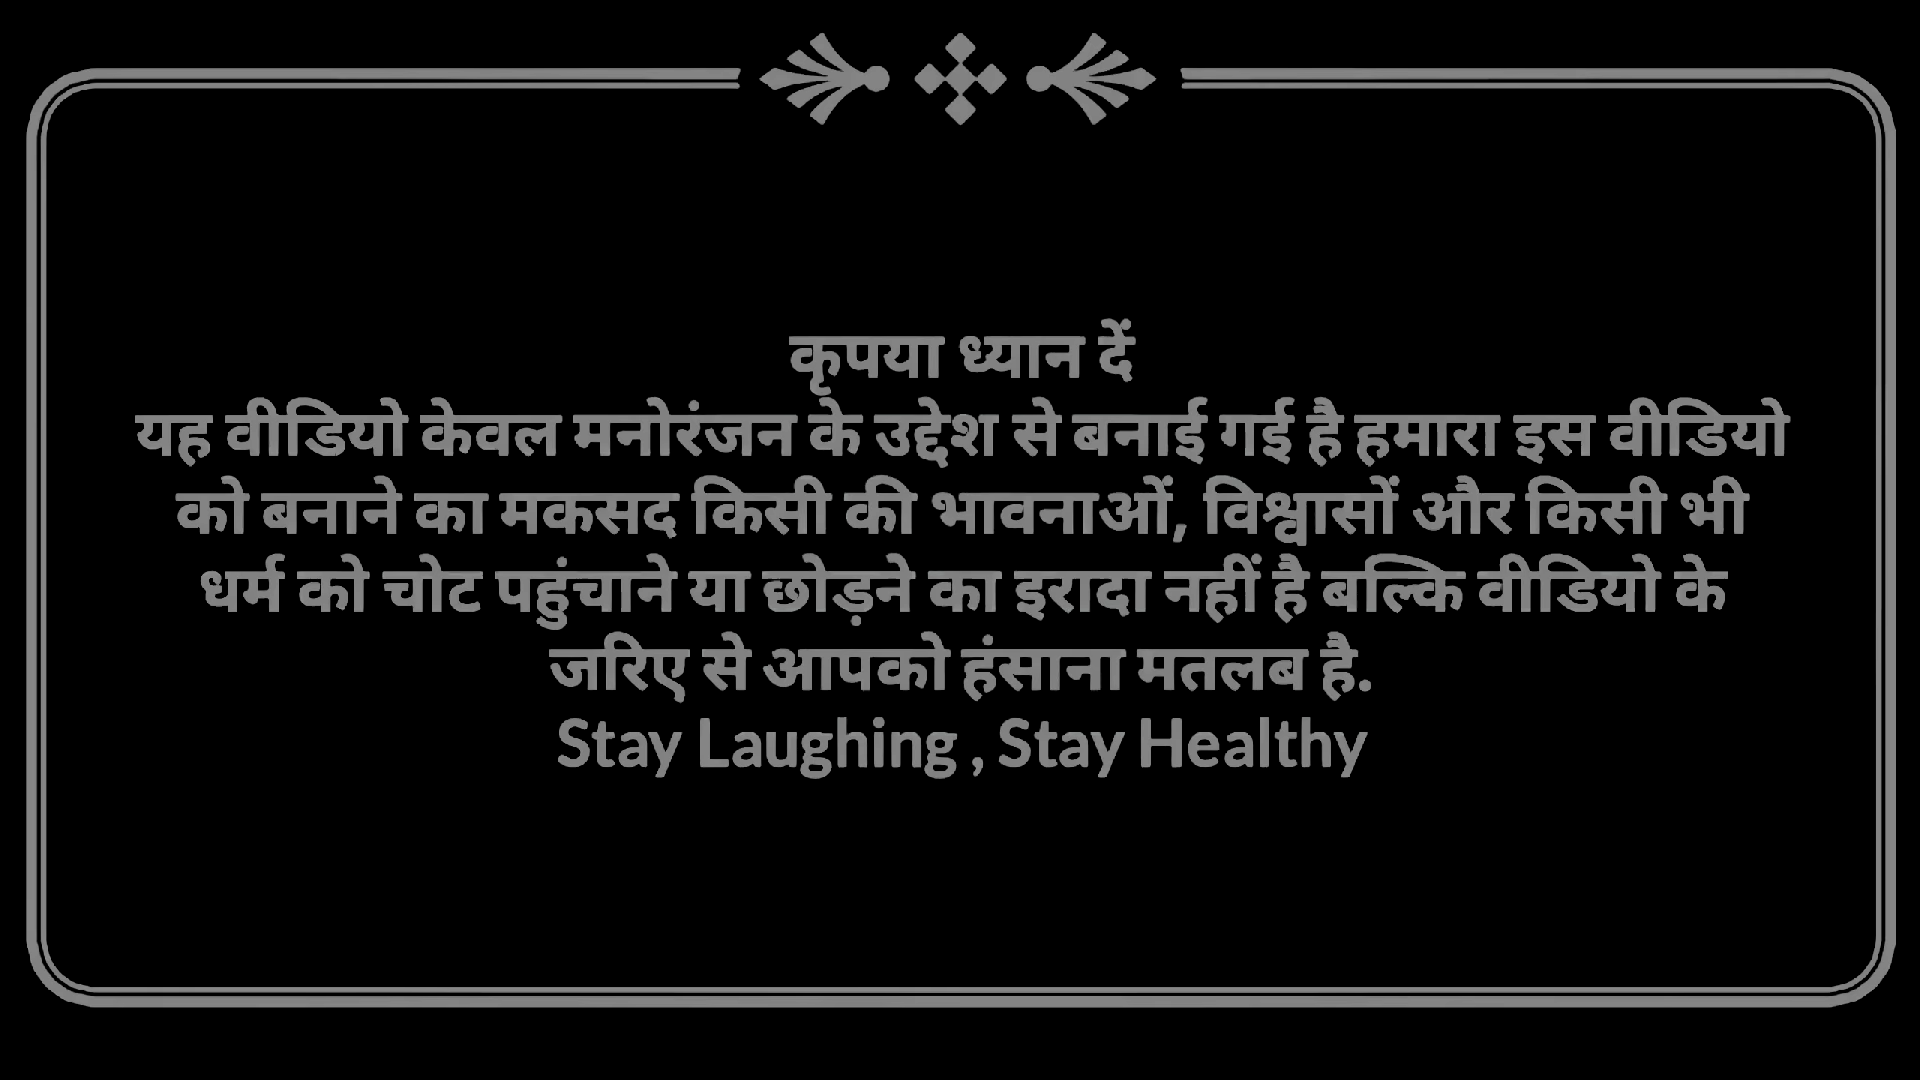 कृपया ध्यान दें
यह वीडियो केवल मनोरंजन के उद्देश से बनाई गई है हमारा इस वीडियो
को बनाने का मकसद किसी की भावनाओं, विश्वासों और किसी भी
धर्म को चोट पहुंचाने या छोड़ने का इरादा नहीं है बल्कि वीडियो के
जरिए से आपको हंसाना मतलब है.
Stay Laughing , Stay Healthy